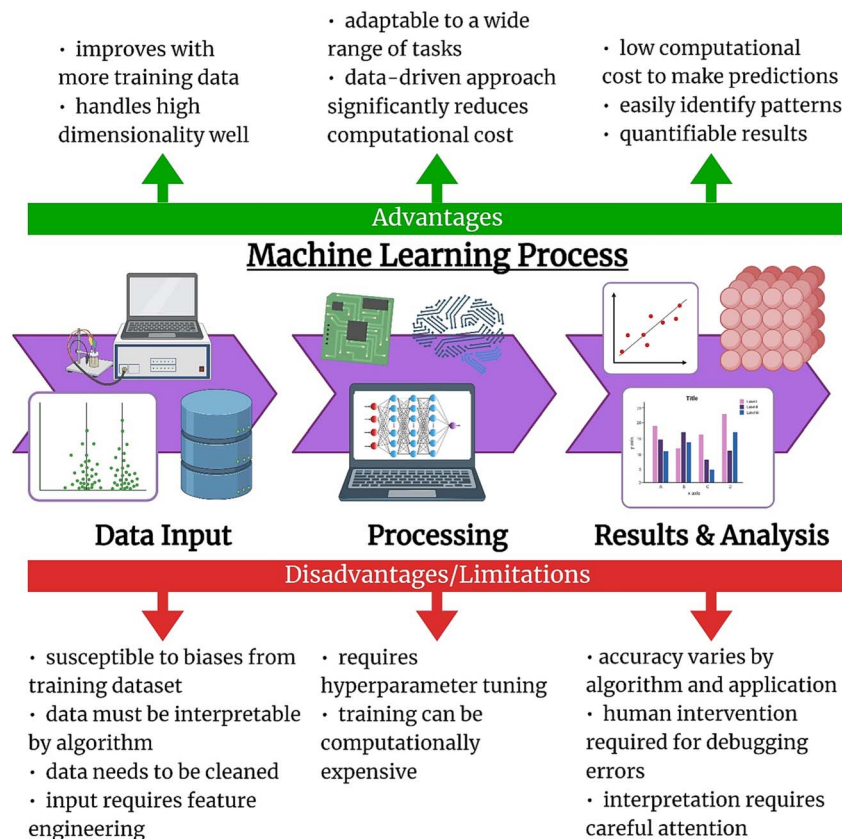 · improves with
more training data
· handles high
dimensionality well
· adaptable to a wide
range of tasks
· data-driven approach
significantly reduces
computational cost
· low computational
cost to make predictions
· easily identify patterns
· quantifiable results
Advantages
Machine Learning Process
Title
y axis
A
B
C
D
x axis
Data Input
Processing
Results & Analysis
Disadvantages/Limitations
· susceptible to biases from
training dataset
· data must be interpretable
by algorithm
· data needs to be cleaned
· input requires feature
engineering
· requires
hyperparameter tuning
· training can be
computationally
expensive
· accuracy varies by
algorithm and application
· human intervention
required for debugging
errors
· interpretation requires
careful attention